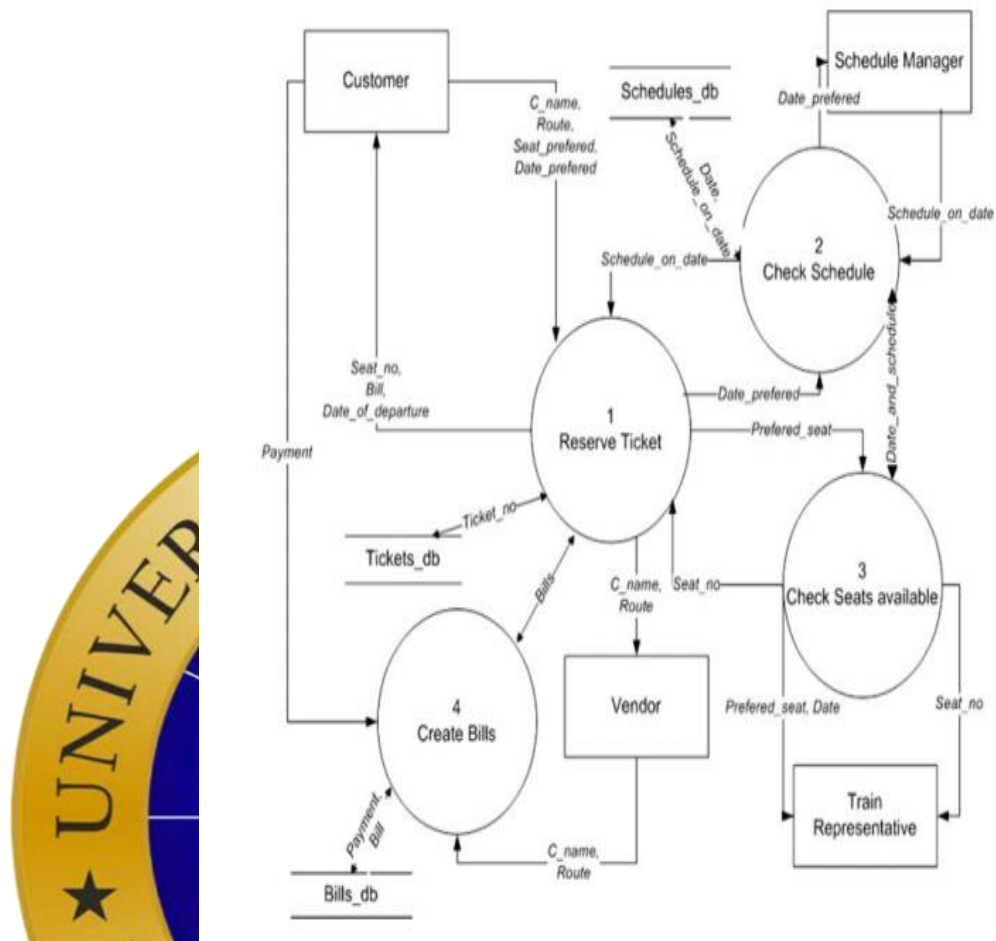 Customer
C_name,
Route,
Seat_prefered,
Date_prefered
Schedules_db
Schedule Manager
Date_prefered
Date,
Schedule_on_date
Schedule_on_date
2
Check Schedule
Schedule_on_date
Date_and_schedule
Seat_no,
Bill,
Date_of_departure
1
Reserve Ticket
Date_prefered
Prefered_seat
Payment
Ticket_no
Tickets_db
Bills
C_name,
Route
Seat_no
3
Check Seats available
4
Create Bills
Vendor
Prefered_seat, Date
Seat_no
Train
Representative
Payment,
Bill
C_name,
Route
Bills_db
★ UNIVER